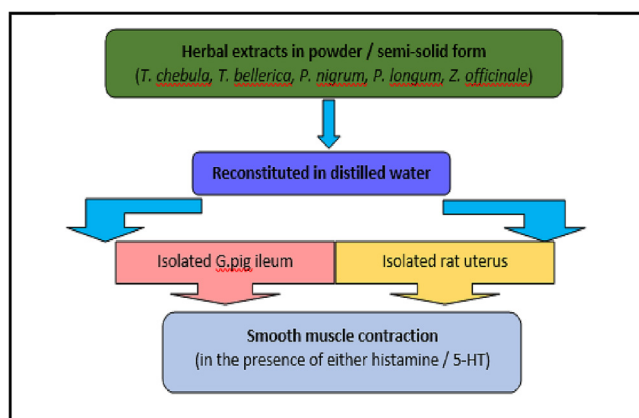 Herbal extracts in powder / semi-solid form
(T. chebula, T. bellerica, P. nigrum, P. longum, Z. officinale)
Reconstituted in distilled water
Isolated G.pig ileum
Isolated rat uterus
Smooth muscle contraction
(in the presence of either histamine / 5-HT)